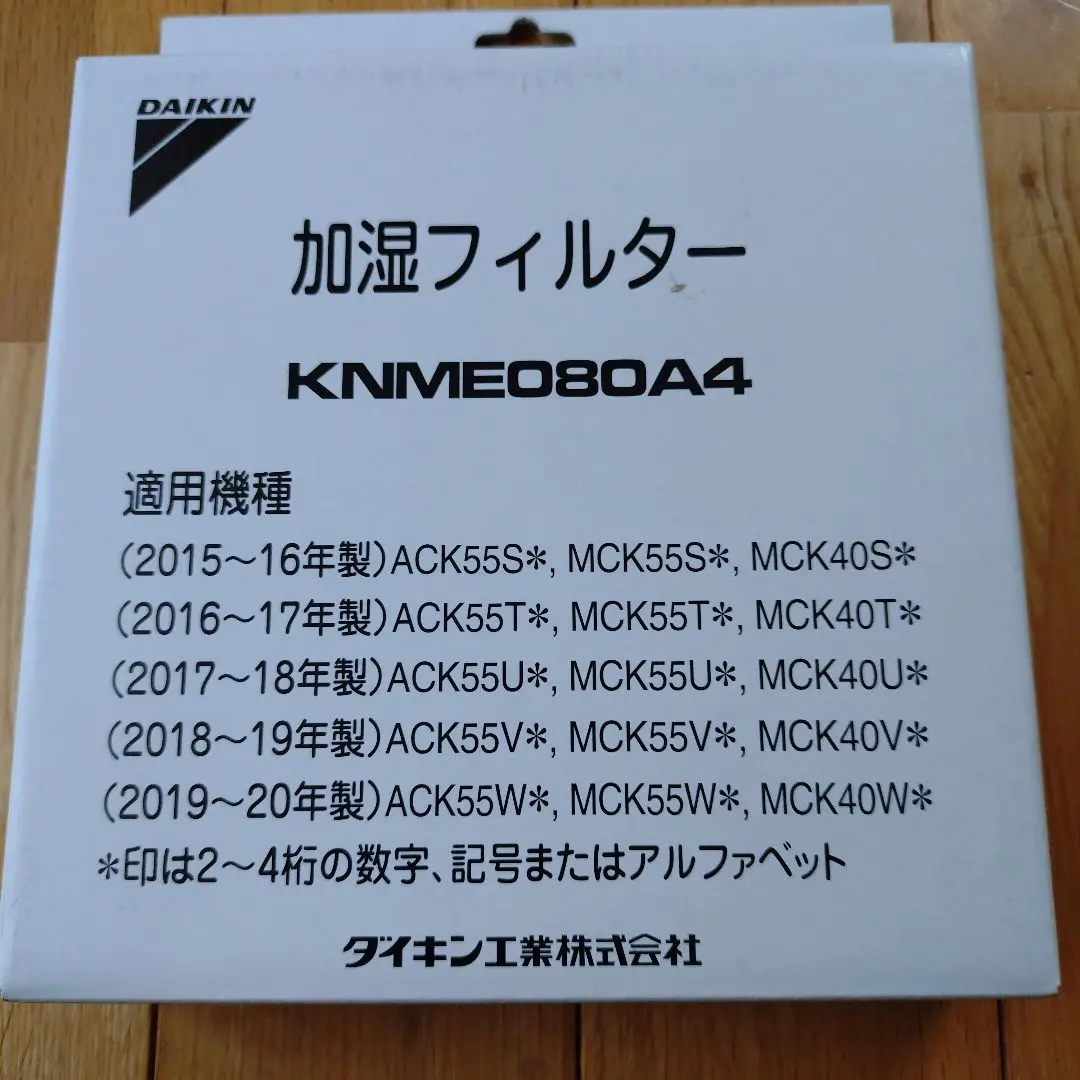 DAIKIN
加湿フィルター
KNME080A4
適用機種
(2015～16年製)ACK55S*, MCK55S*, MCK40S*
(2016～17年製)ACK55T*, MCK55T*, MCK40T*
(2017～18年製)ACK55U*, MCK55U*, MCK40U*
(2018～19年製)ACK55V*, MCK55V*, MCK40V*
(2019～20年製)ACK55W*, MCK55W*, MCK40W*
*印は2～4桁の数字、記号またはアルファベット
ダイキン工業株式会社